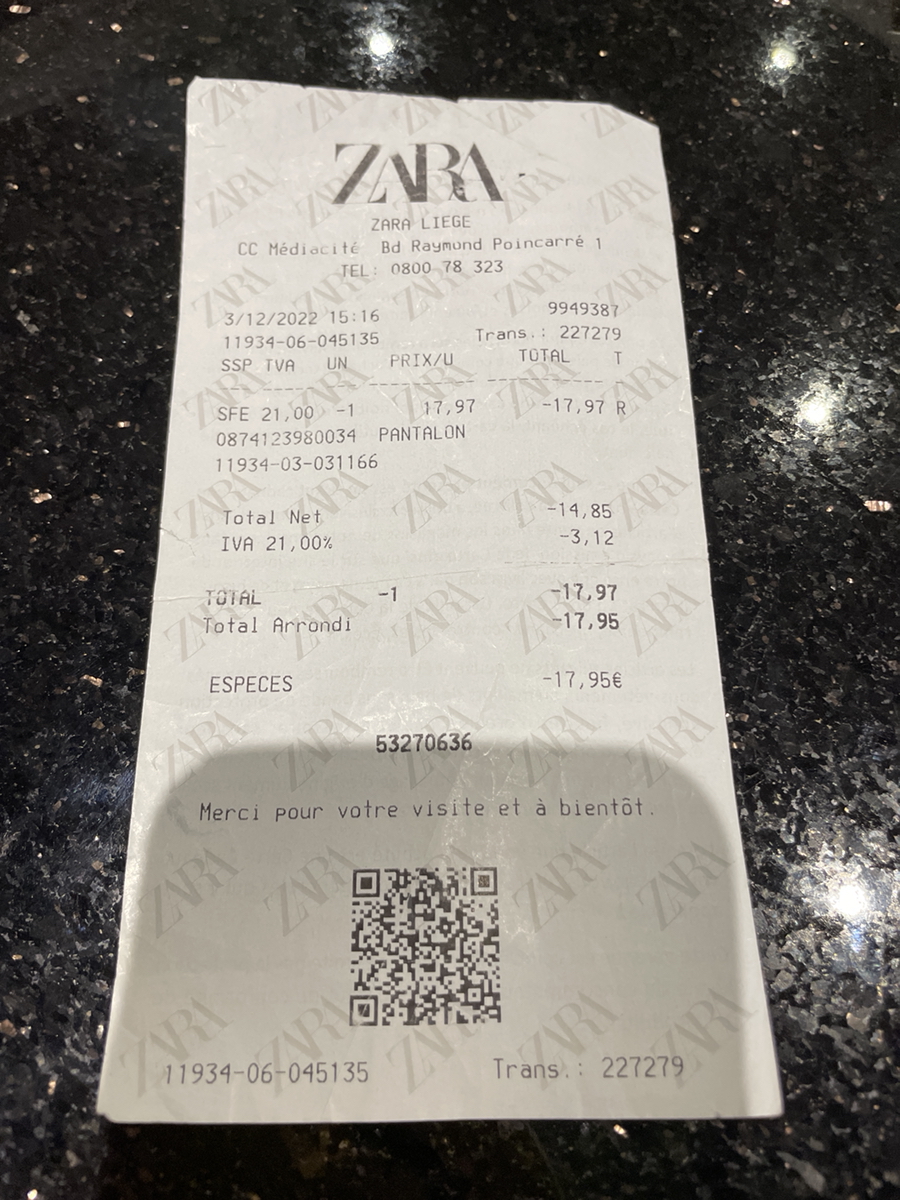 ZARA
ZARA LIEGE
CC Médiacité Bd Raymond Poincarré 1
TEL: 0800 78 323
3/12/2022 15:16 9949387
11934-06-045135 Trans.: 227279
SSP IVA UN PRIX/U TOTAL T
SFE 21,00 -1 17,97 -17,97 R
0874123980034 PANTALON
11934-03-031166
Total Net -14,85
IVA 21,00% -3,12
TOTAL -1 -17,97
Total Arrondi -17,95
ESPECES -17,95€
53270636
Merci pour votre visite et à bientôt.
11934-06-045135 Trans.: 227279